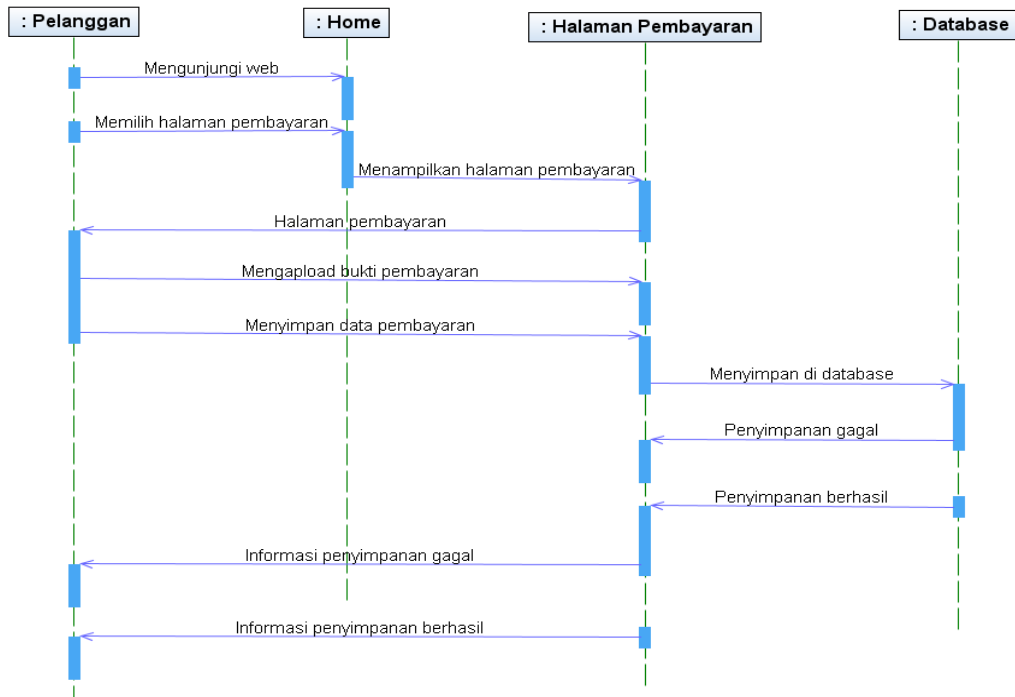 : Pelanggan
: Home
: Halaman Pembayaran
: Database
Mengunjungi web
Memilih halaman pembayaran
Menampilkan halaman pembayaran
Halaman pembayaran
Mengapload bukti pembayaran
Menyimpan data pembayaran
Menyimpan di database
Penyimpanan gagal
Penyimpanan berhasil
Informasi penyimpanan gagal
Informasi penyimpanan berhasil